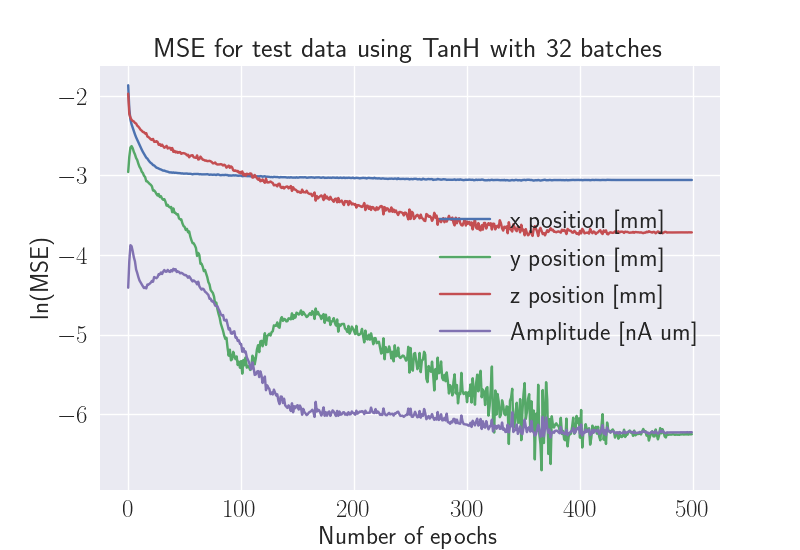 MSE for test data using TanH with 32 batches
−2
−3
−4
−5
−6
ln(MSE)
x position [mm]
y position [mm]
z position [mm]
Amplitude [nA um]
0 100 200 300 400 500
Number of epochs